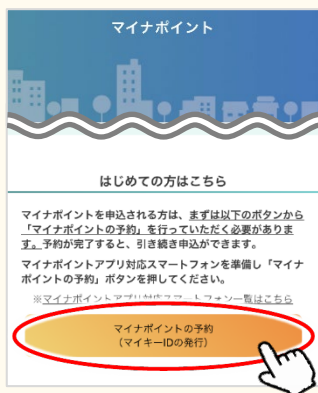 マイナポイント
はじめての方はこちら
マイナポイントを申込される方は、まずは以下のボタンから
「マイナポイントの予約」を行っていただく必要がありま
す。予約が完了すると、引き続き申込ができます。
マイナポイントアプリ対応スマートフォンを準備し「マイナ
ポイントの予約」ボタンを押してください。
※マイナポイントアプリ対応スマートフォン一覧はこちら
マイナポイントの予約
（マイキーIDの発行）